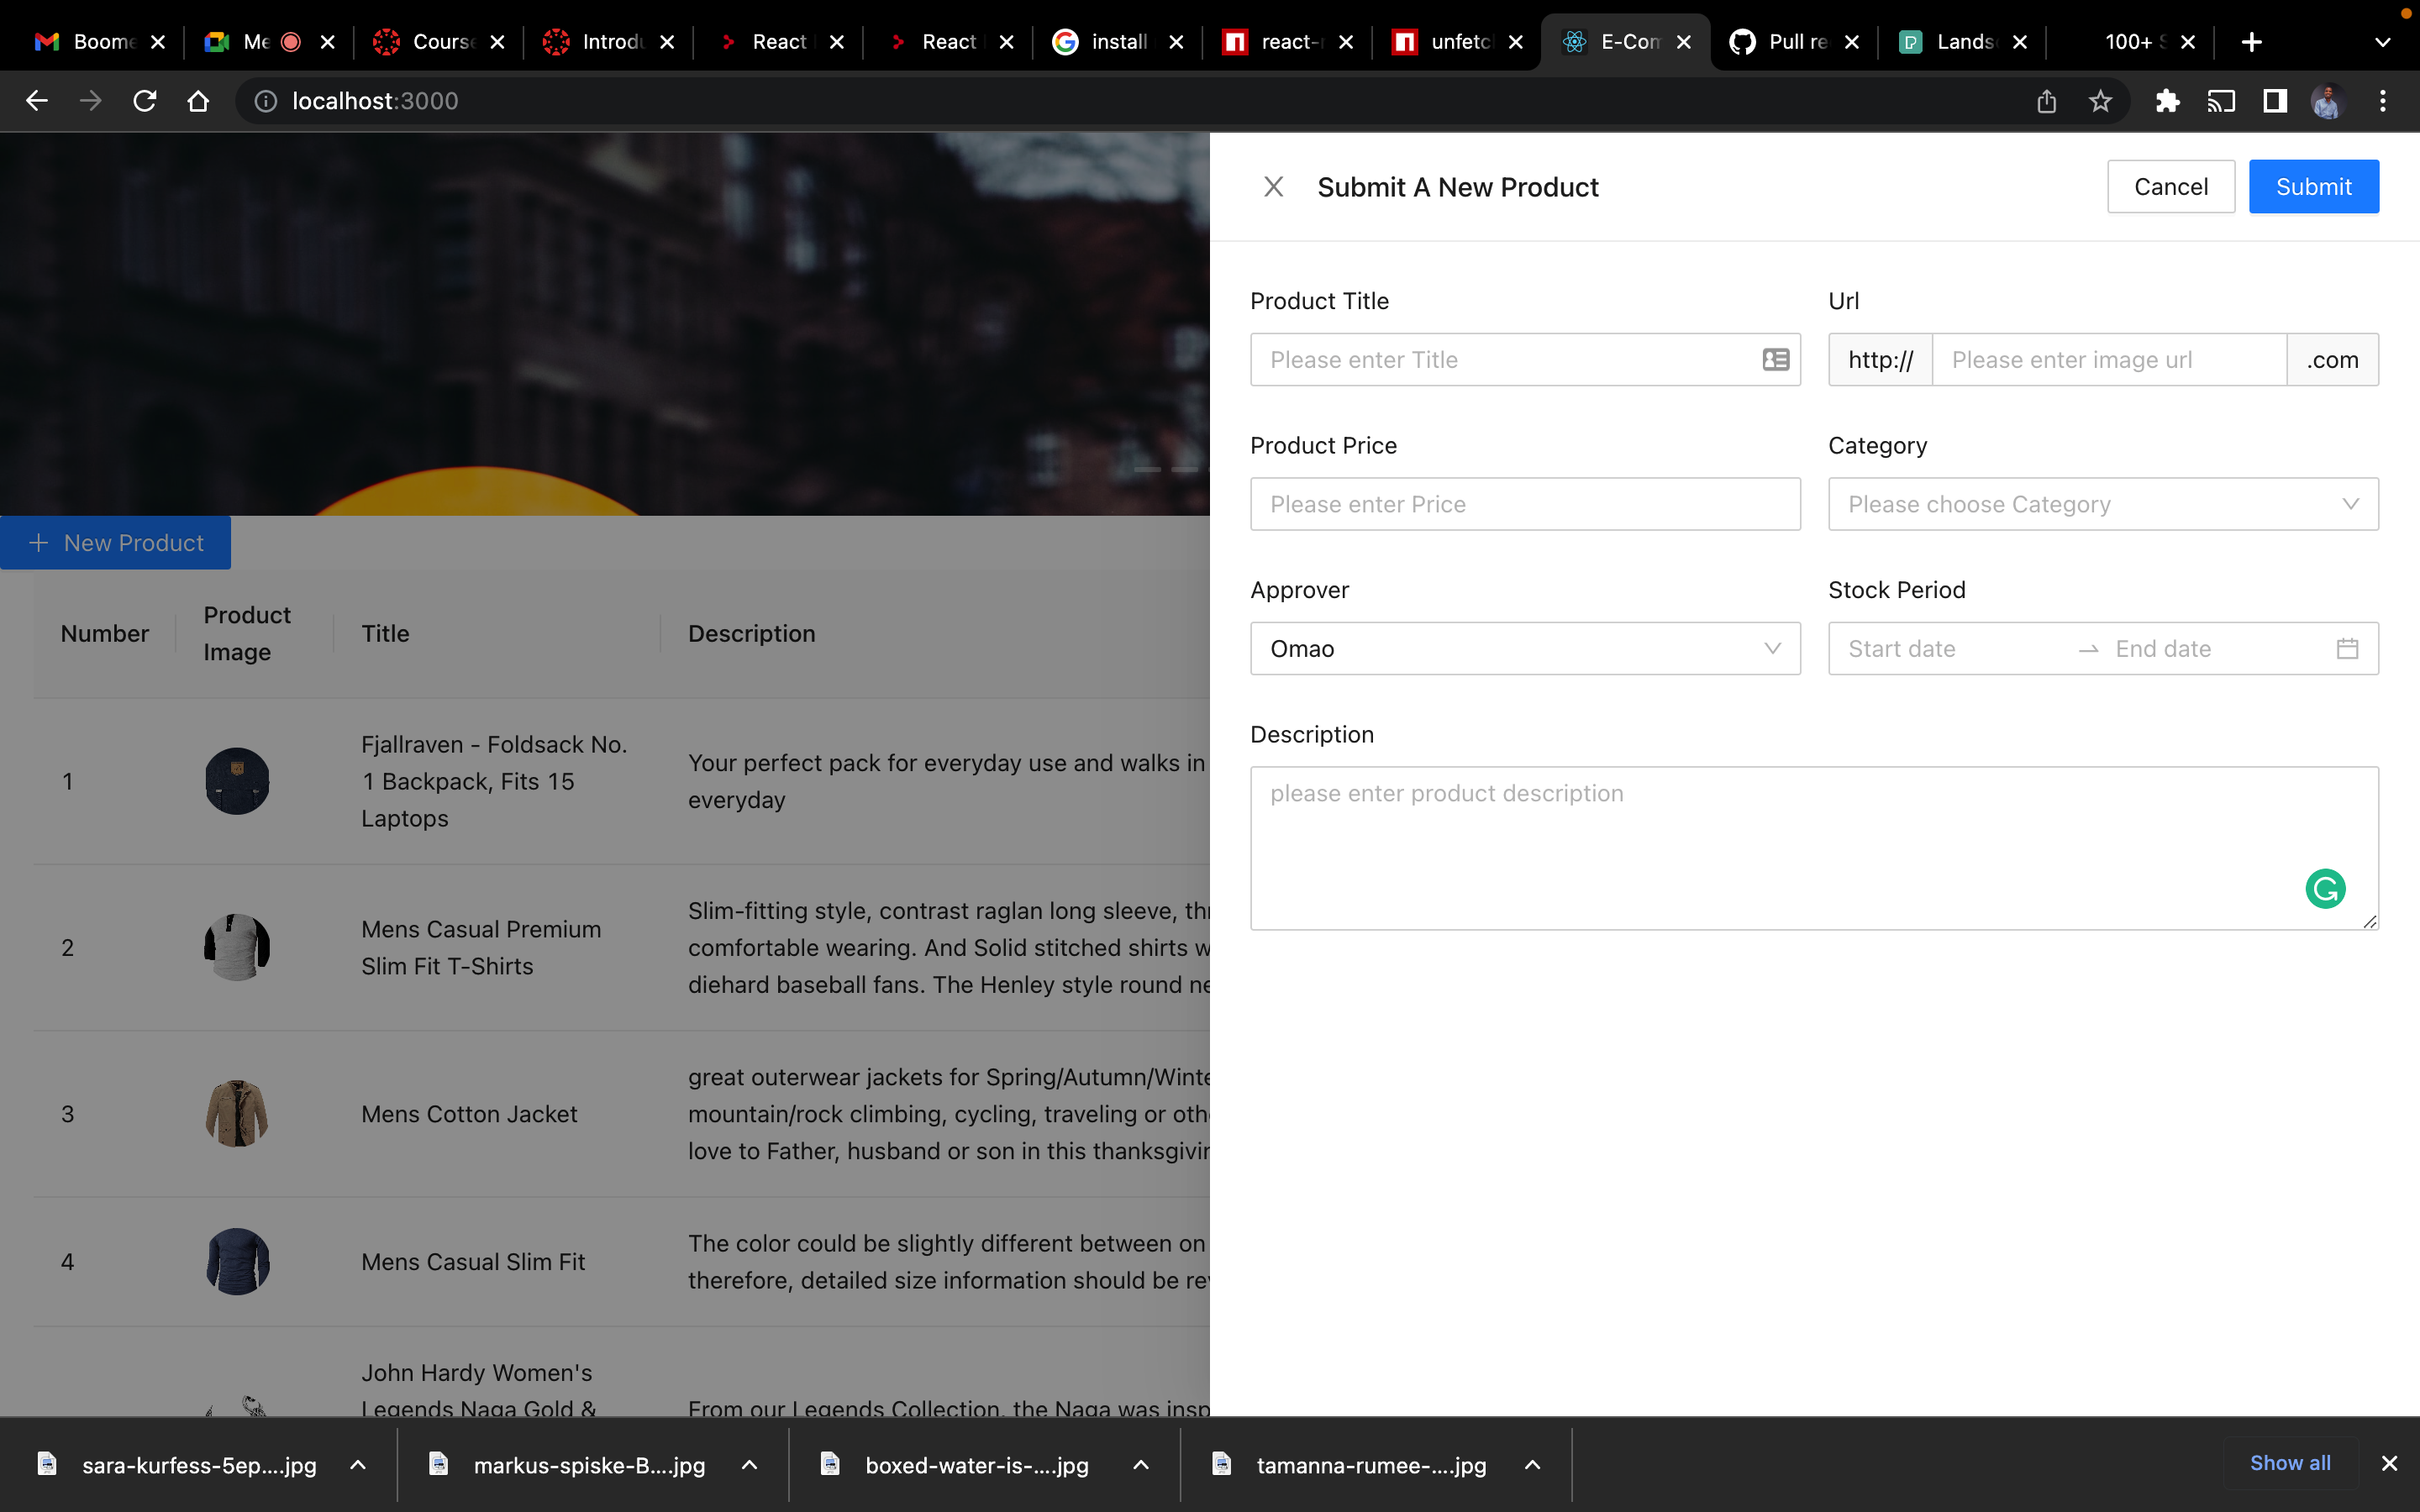 Boome
Me
Course
Introdu
React
React
install
react-r
unfetc
E-Com
Pull re
Lands
100+ S
localhost:3000
Submit A New Product
Cancel
Submit
Product Title
Url
Please enter Title
http://
Please enter image url
.com
Product Price
Category
Please enter Price
Please choose Category
Approver
Stock Period
Omao
Start date
End date
Description
please enter product description
New Product
Number
Product
Image
Title
Description
1
Fjallraven - Foldsack No.
1 Backpack, Fits 15
Laptops
Your perfect pack for everyday use and walks in
everyday
2
Mens Casual Premium
Slim Fit T-Shirts
Slim-fitting style, contrast raglan long sleeve, thr
comfortable wearing. And Solid stitched shirts w
diehard baseball fans. The Henley style round ne
3
Mens Cotton Jacket
great outerwear jackets for Spring/Autumn/Winte
mountain/rock climbing, cycling, traveling or oth
love to Father, husband or son in this thanksgivin
4
Mens Casual Slim Fit
The color could be slightly different between on
therefore, detailed size information should be rev
John Hardy Women's
Legends Naga Gold &
From our Legends Collection, the Naga was insp
sara-kurfess-5ep....jpg
markus-spiske-B....jpg
boxed-water-is-....jpg
tamanna-rumee-....jpg
Show all